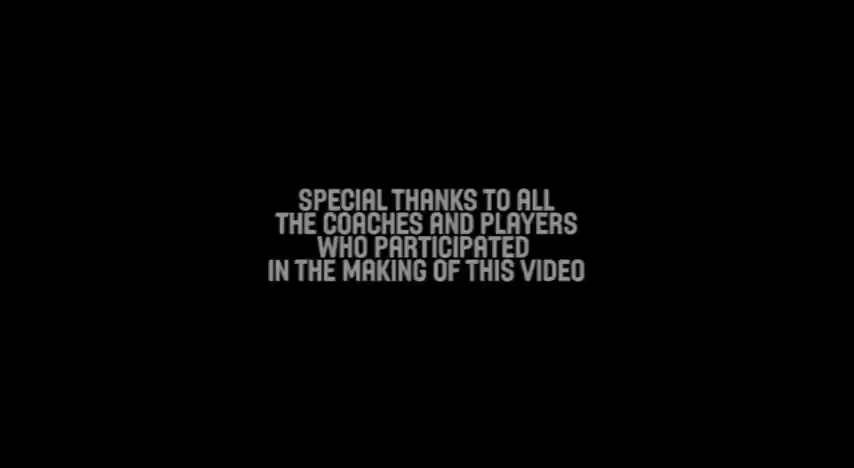 SPECIAL THANKS TO ALL
THE COACHES AND PLAYERS
WHO PARTICIPATED
IN THE MAKING OF THIS VIDEO